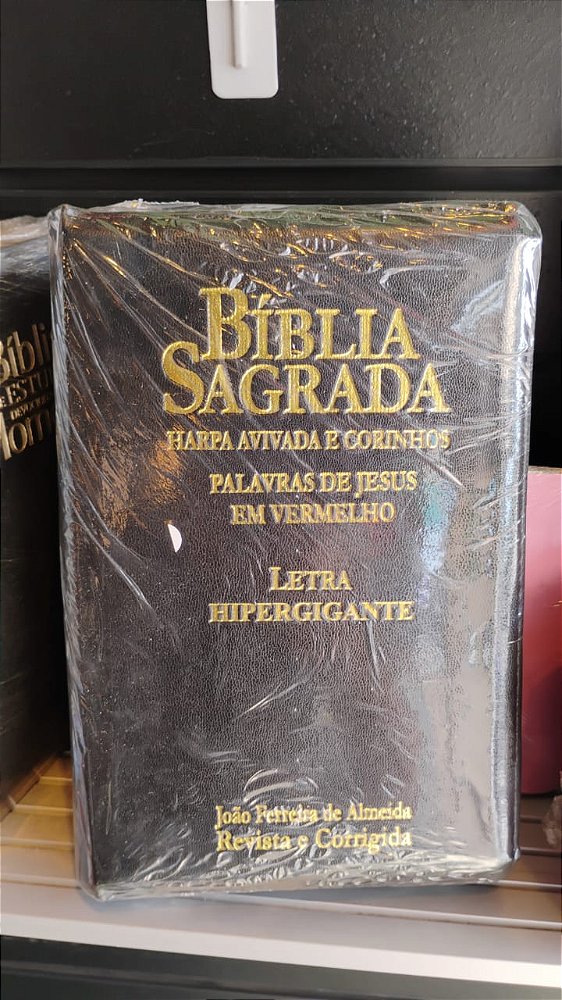 BÍBLIA
SAGRADA
HARPA AVIVADA E CORINHOS
PALAVRAS DE JESUS
EM VERMELHO
LETRA
HIPERGIGANTE
João Ferreira de Almeida
Revista e Corrigida